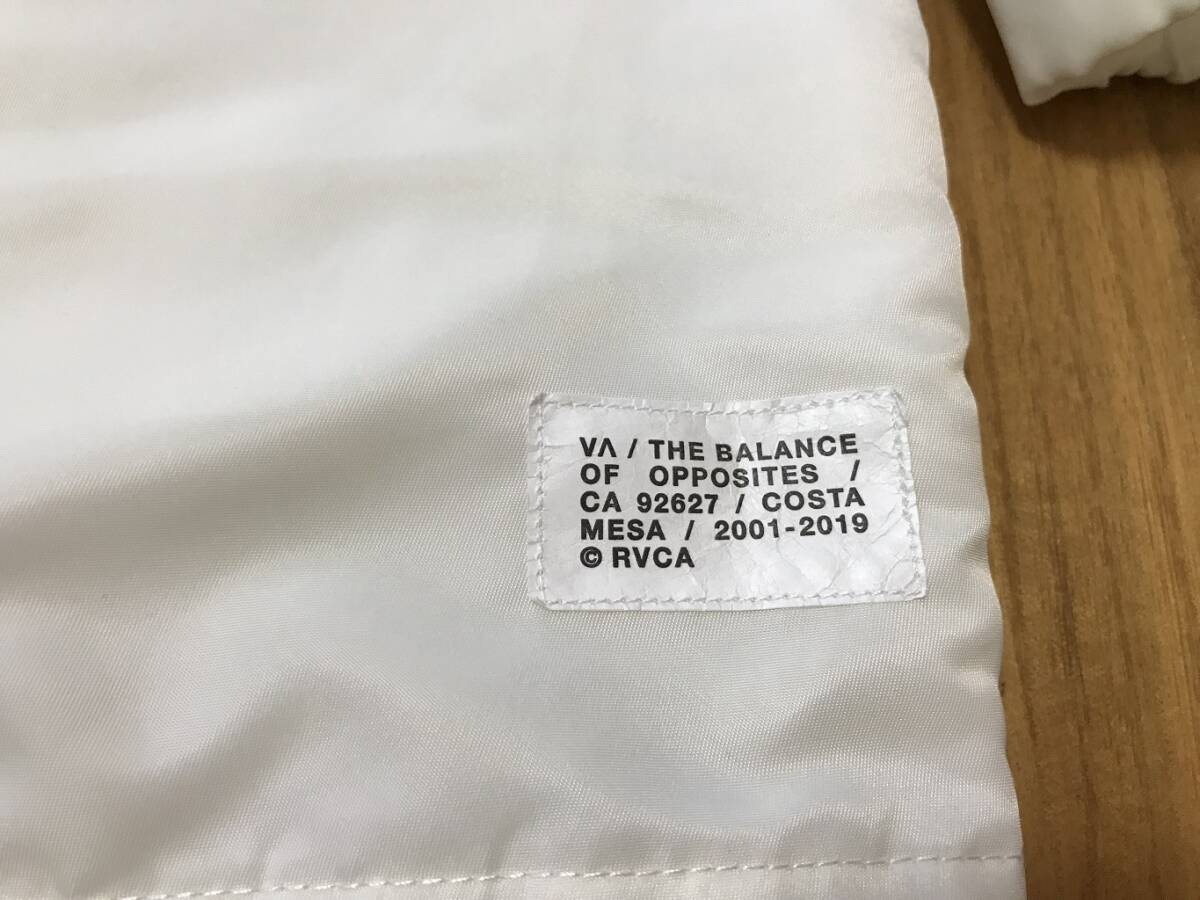 VΛ / THE BALANCE
OF OPPOSITES /
CA 92627 / COSTA
MESA / 2001-2019
© RVCA